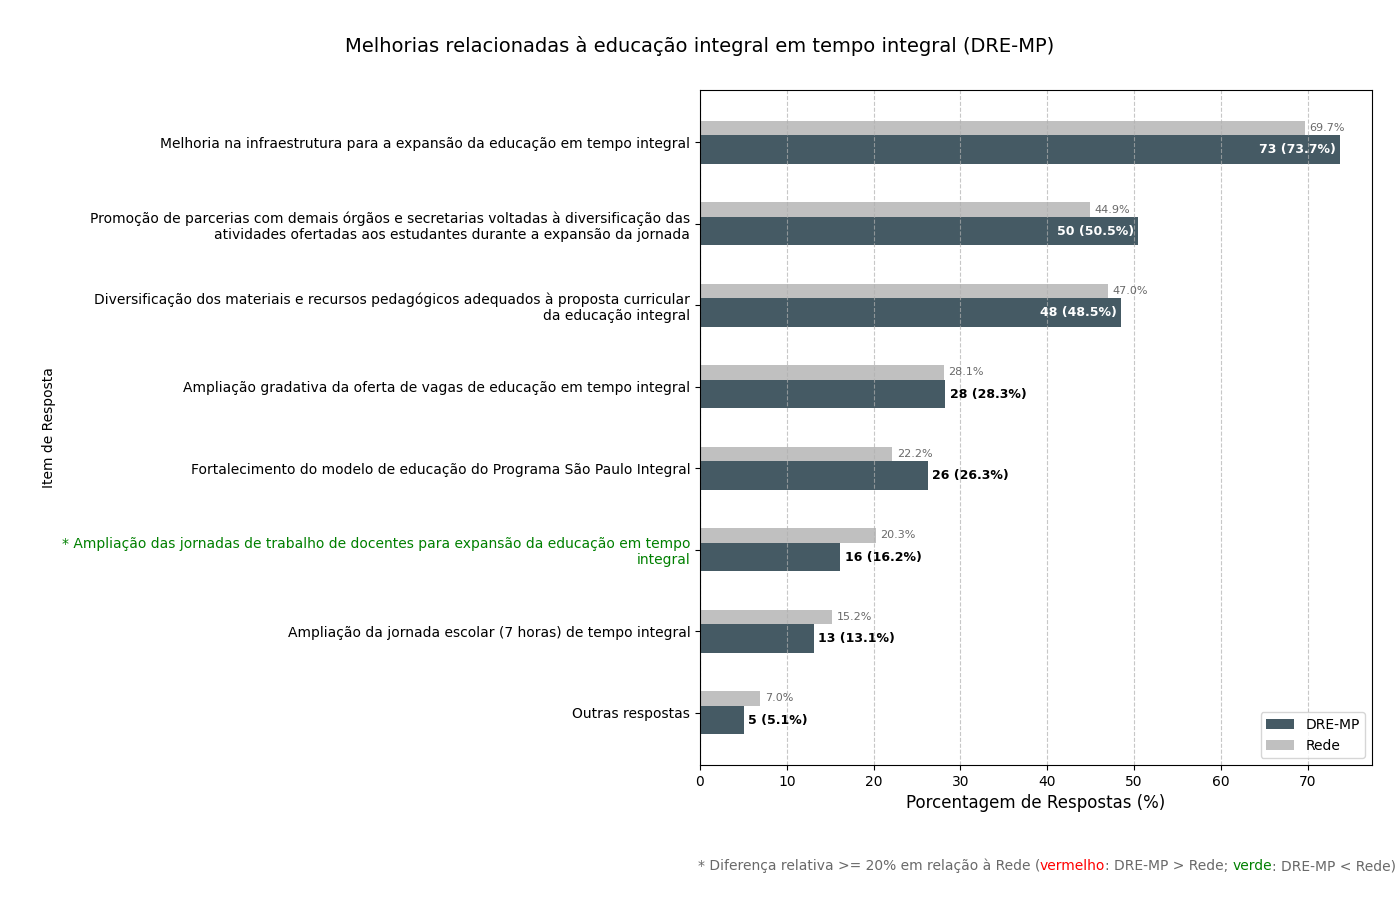 Melhorias relacionadas à educação integral em tempo integral (DRE-MP)
Item de Resposta
Melhoria na infraestrutura para a expansão da educação em tempo integral
69.7%
73 (73.7%)
Promoção de parcerias com demais órgãos e secretarias voltadas à diversificação das
atividades ofertadas aos estudantes durante a expansão da jornada
44.9%
50 (50.5%)
Diversificação dos materiais e recursos pedagógicos adequados à proposta curricular
da educação integral
47.0%
48 (48.5%)
Ampliação gradativa da oferta de vagas de educação em tempo integral
28.1%
28 (28.3%)
Fortalecimento do modelo de educação do Programa São Paulo Integral
22.2%
26 (26.3%)
* Ampliação das jornadas de trabalho de docentes para expansão da educação em tempo
integral
20.3%
16 (16.2%)
Ampliação da jornada escolar (7 horas) de tempo integral
15.2%
13 (13.1%)
Outras respostas
7.0%
5 (5.1%)
DRE-MP
Rede
0 10 20 30 40 50 60 70
Porcentagem de Respostas (%)
* Diferença relativa >= 20% em relação à Rede (vermelho: DRE-MP > Rede; verde: DRE-MP < Rede)